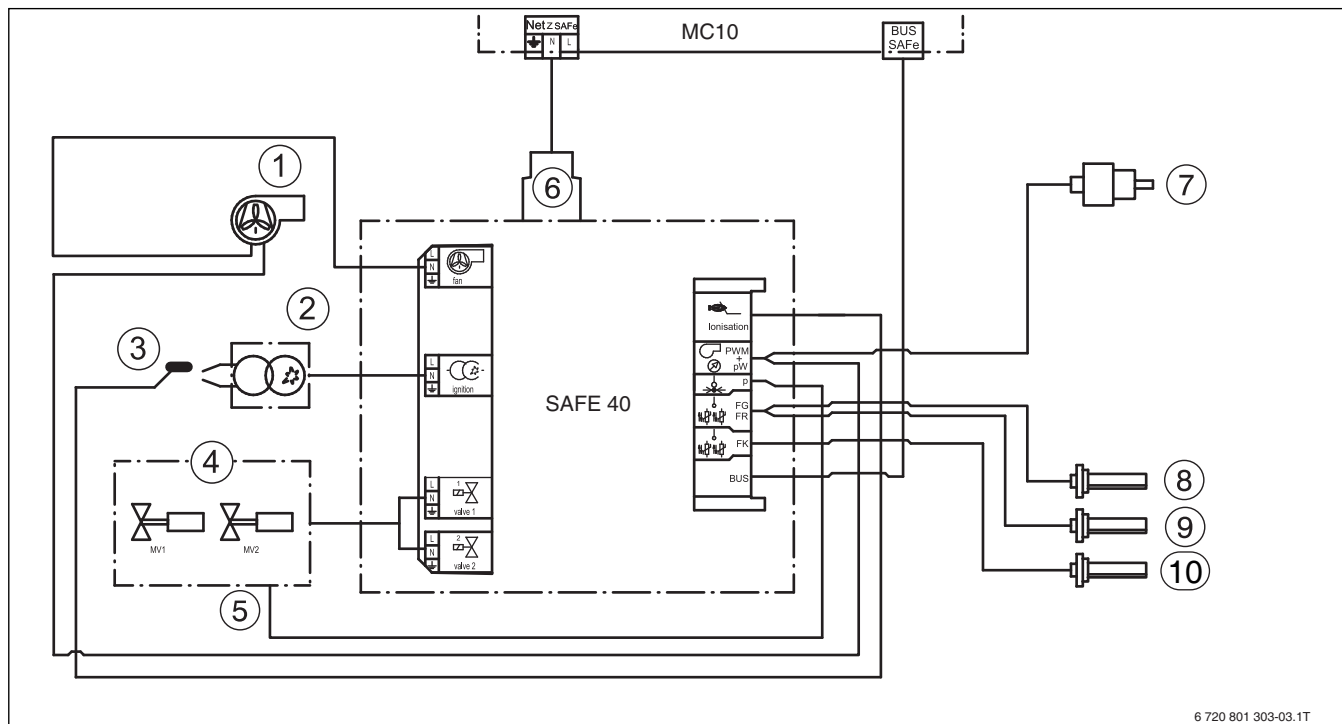 Net z SAFe
N L
MC10
BUS
SAFe
1
2
3
4
5
6
7
8
9
10
L
N
fan
L
N
ignition
L
N
1
valve 1
L
N
2
valve 2
MV1
MV2
SAFE 40
Ionisation
PWM
+
pW
P
FG
FR
FK
BUS
6 720 801 303-03.1T